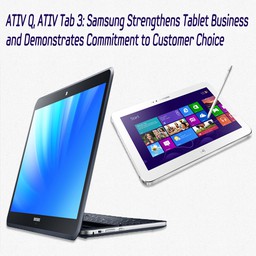 ATIV Q, ATIV Tab 3: Samsung Strengthens Tablet Business
and Demonstrates Commitment to Customer Choice